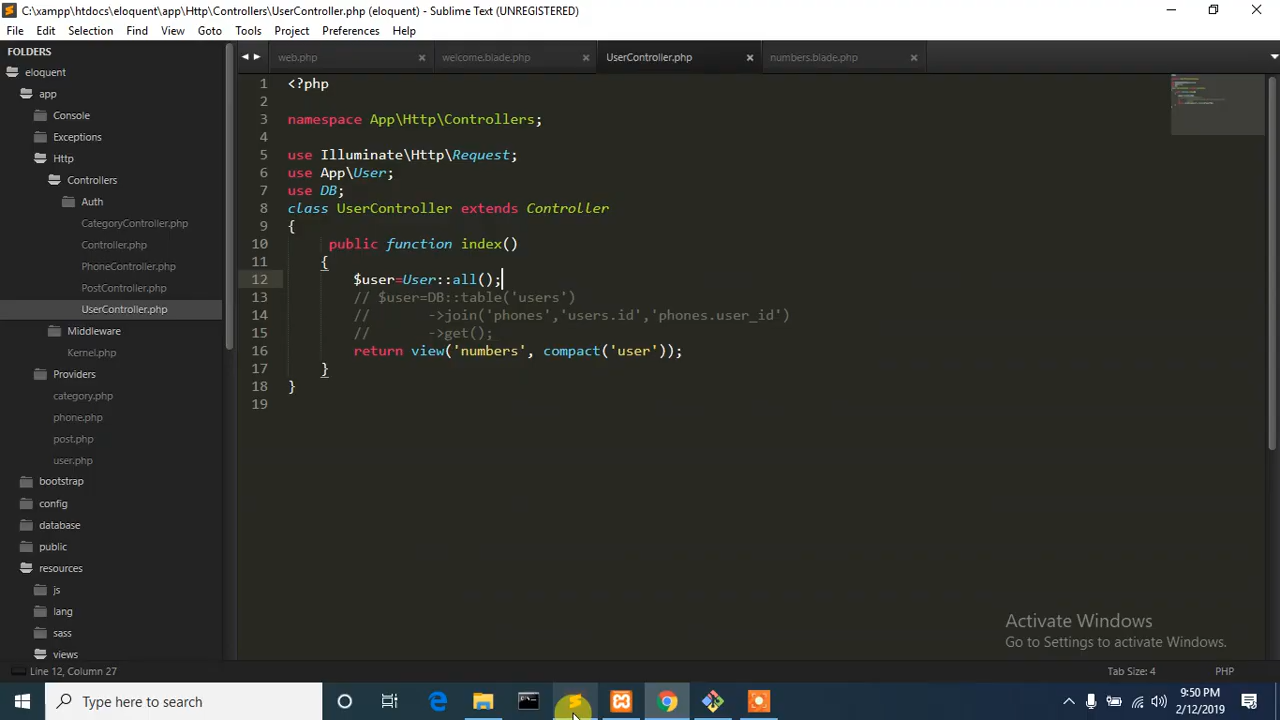 C:\xampp\htdocs\eloquent\app\Http\Controllers\UserController.php (eloquent) - Sublime Text (UNREGISTERED)
File Edit Selection Find View Goto Tools Project Preferences Help
FOLDERS
eloquent
app
Console
Exceptions
Http
Controllers
Auth
CategoryController.php
Controller.php
PhoneController.php
PostController.php
UserController.php
Middleware
Kernel.php
Providers
category.php
phone.php
post.php
user.php
bootstrap
config
database
public
resources
js
lang
sass
views
web.php welcome.blade.php UserController.php numbers.blade.php
1 <?php
2
3 namespace App\Http\Controllers;
4
5 use Illuminate\Http\Request;
6 use App\User;
7 use DB;
8 class UserController extends Controller
9 {
10 public function index()
11 {
12 $user=User::all();
13 // $user=DB::table('users')
14 // ->join('phones','users.id','phones.user_id')
15 // ->get();
16 return view('numbers', compact('user'));
17 }
18 }
19
Activate Windows
Go to Settings to activate Windows.
Line 12, Column 27 Tab Size: 4 PHP
Type here to search
9:50 PM
2/12/2019